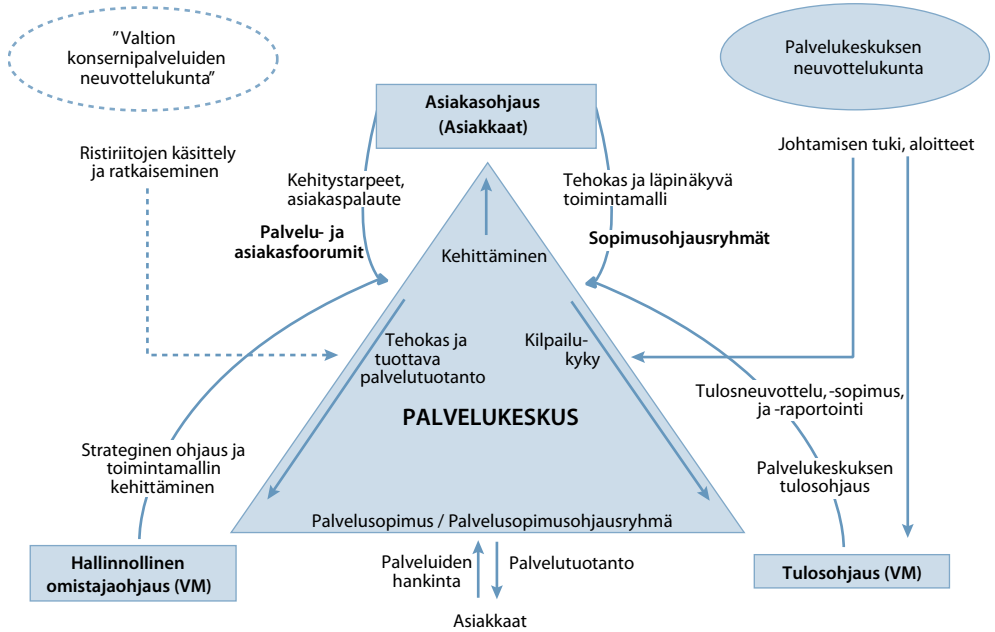 "Valtion
konsernipalveluiden
neuvottelukunta"
Palvelukeskuksen
neuvottelukunta
Asiakasohjaus
(Asiakkaat)
Ristiriitojen käsittely
ja ratkaiseminen
Johtamisen tuki, aloitteet
Kehitystarpeet,
asiakaspalaute
Tehokas ja läpinäkyvä
toimintamalli
Palvelu- ja
asiakasfoorumit
Sopimusohjausryhmät
Kehittäminen
Tehokas ja
tuottava
palvelutuotanto
Kilpailu-
kyky
PALVELUKESKUS
Tulosneuvottelu, -sopimus,
ja -raportointi
Strateginen ohjaus ja
toimintamallin
kehittäminen
Palvelukeskuksen
tulosohjaus
Palvelusopimus / Palvelusopimusohjausryhmä
Hallinnollinen
omistajaohjaus (VM)
Palveluiden
hankinta
Palvelutuotanto
Tulosohjaus (VM)
Asiakkaat